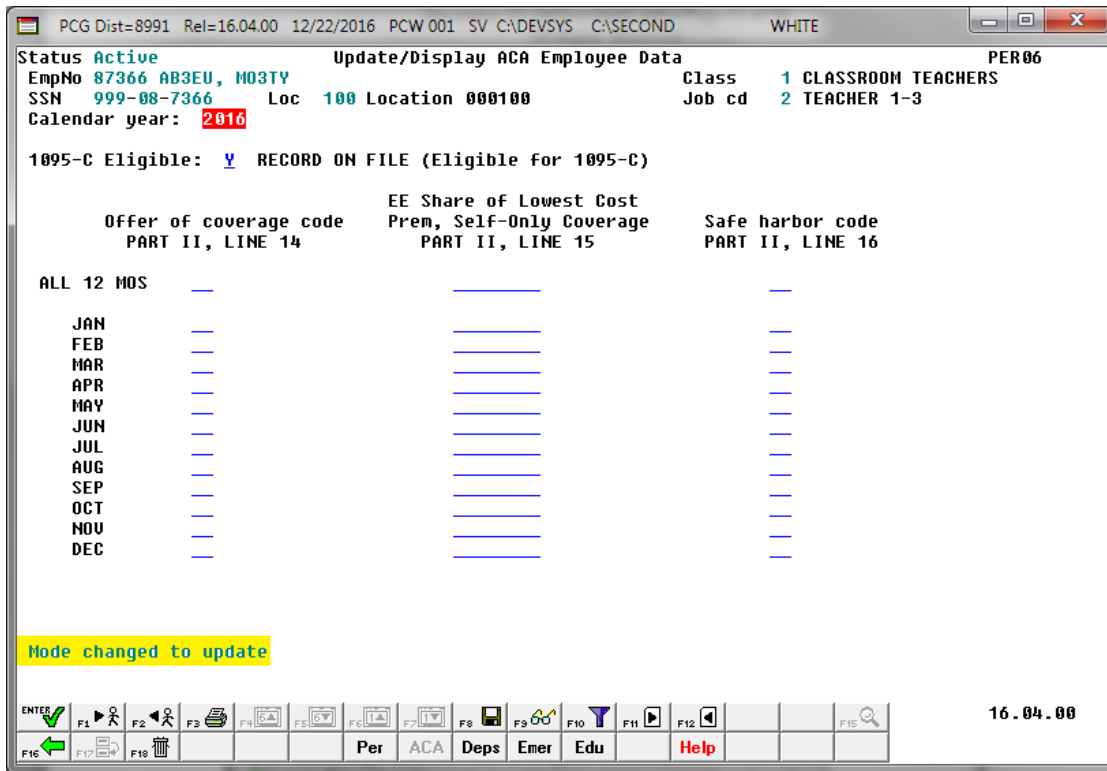 PCG Dist=8991 Rel=16.04.00 12/22/2016 PCW 001 SV C:\DEVSYS C:\SECOND WHITE
Status Active Update/Display ACA Employee Data PER06
EmpNo 87366 AB3EU, MO3TY Class 1 CLASSROOM TEACHERS
SSN 999-08-7366 Loc 100 Location 000100 Job cd 2 TEACHER 1-3
Calendar year: 2016
1095-C Eligible: Y RECORD ON FILE (Eligible for 1095-C)
EE Share of Lowest Cost
Offer of coverage code Prem, Self-Only Coverage Safe harbor code
PART II, LINE 14 PART II, LINE 15 PART II, LINE 16
ALL 12 MOS
JAN
FEB
MAR
APR
MAY
JUN
JUL
AUG
SEP
OCT
NOV
DEC
Mode changed to update
ENTER F1 F2 F3 F4 F5 F6 F7 F8 F9 F10 F11 F12 F15 16.04.00
F16 F17 F18 Per ACA Deps Emer Edu Help